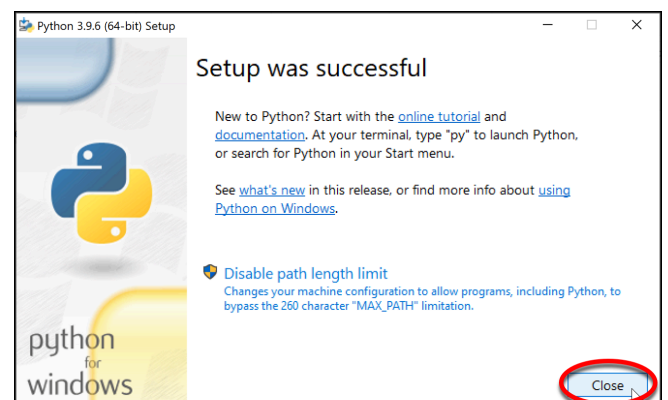 Python 3.9.6 (64-bit) Setup
Setup was successful
New to Python? Start with the online tutorial and
documentation. At your terminal, type "py" to launch Python,
or search for Python in your Start menu.
See what's new in this release, or find more info about using
Python on Windows.
Disable path length limit
Changes your machine configuration to allow programs, including Python, to
bypass the 260 character "MAX_PATH" limitation.
python
for
windows
Close